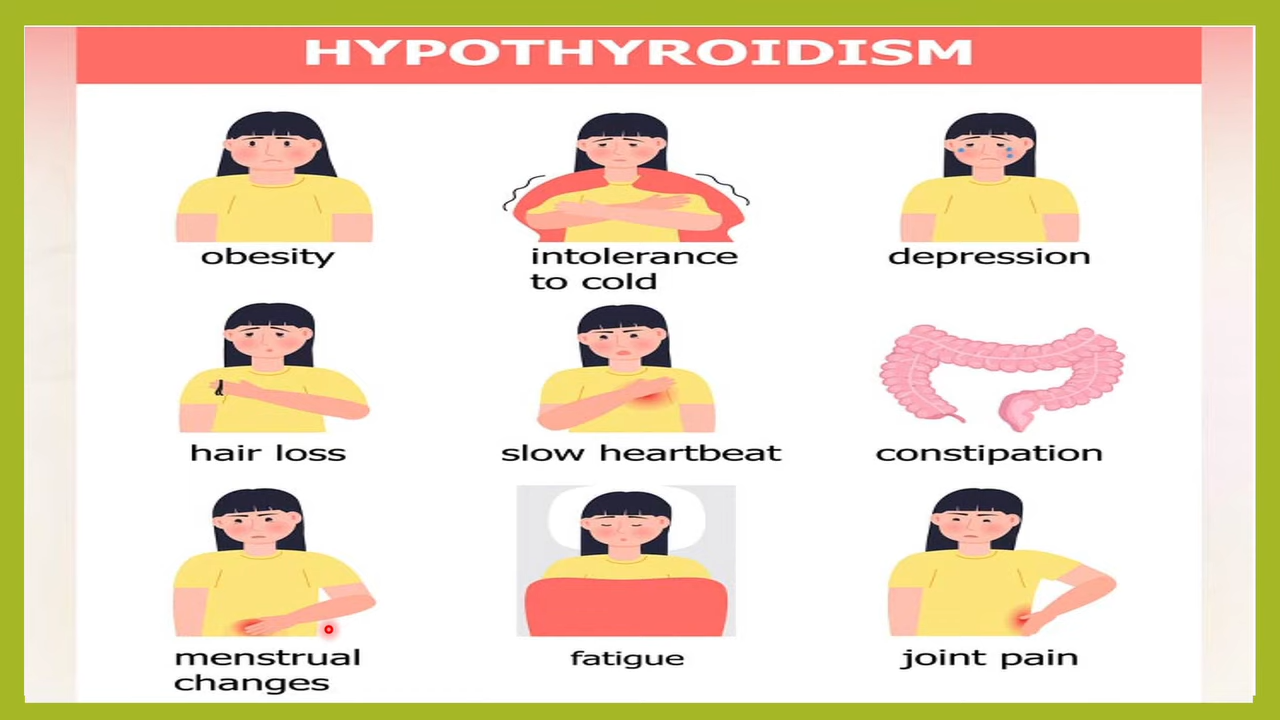 HYPOTHYROIDISM
obesity
intolerance
to cold
depression
hair loss
slow heartbeat
constipation
menstrual
changes
fatigue
joint pain